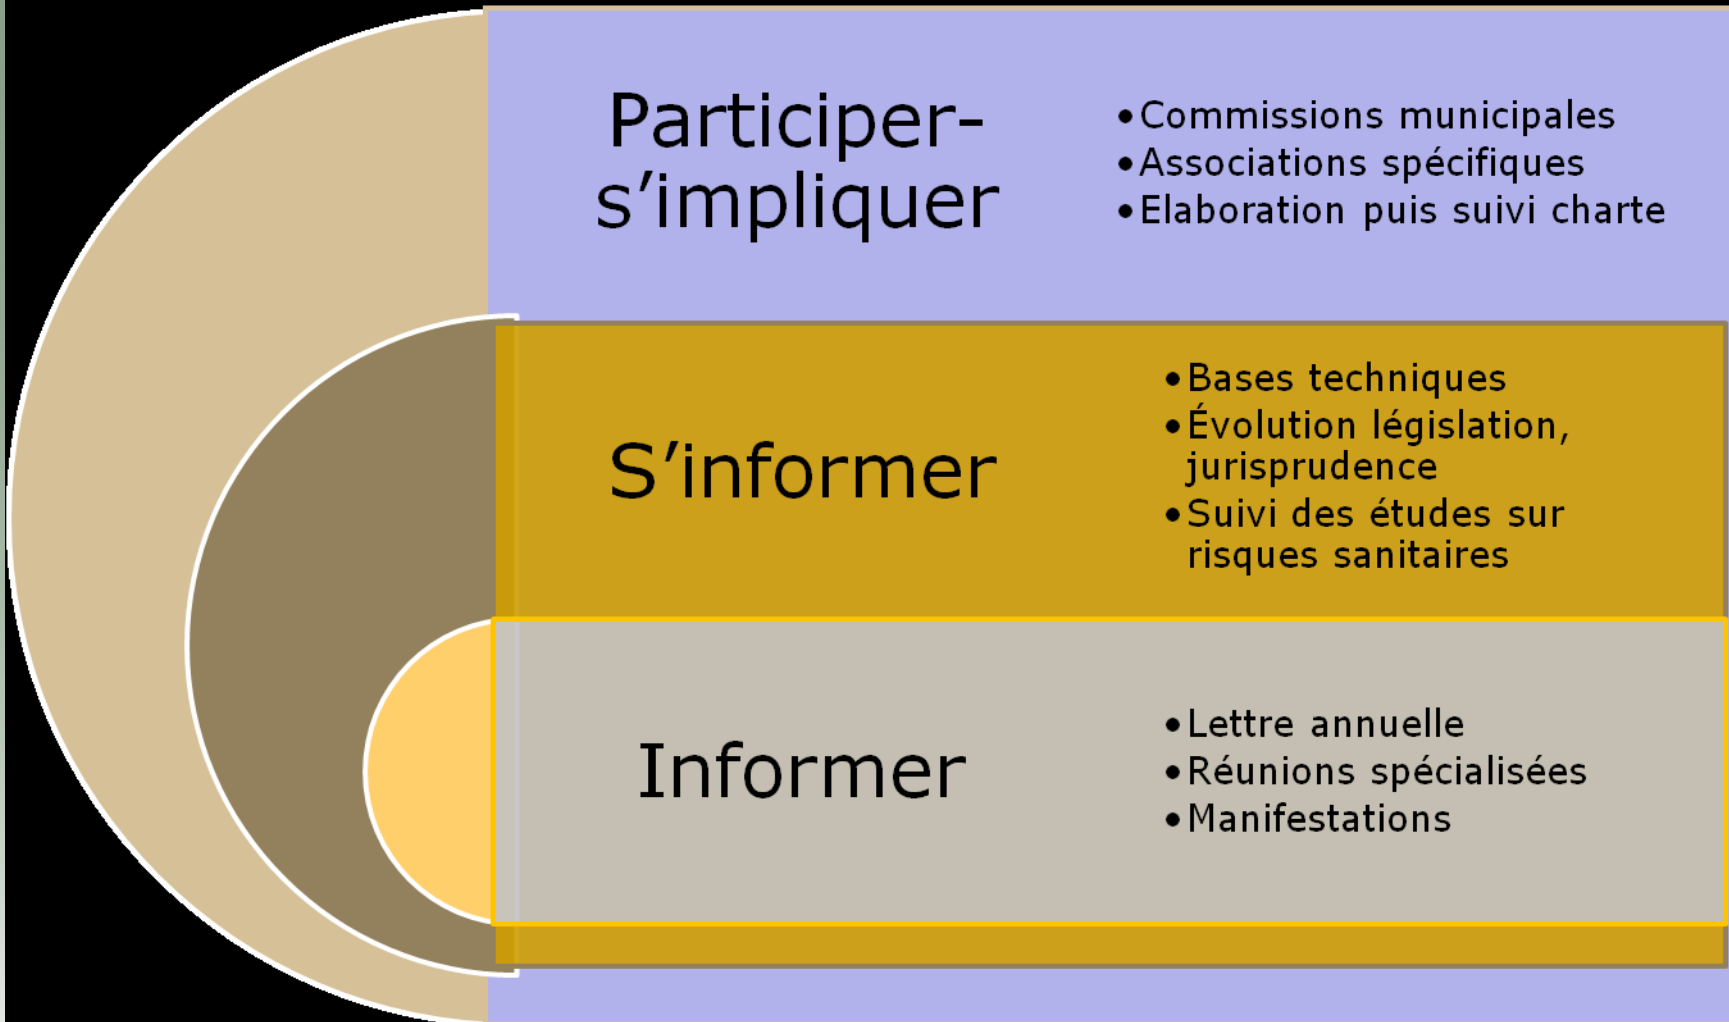 Participer-
s’impliquer
•Commissions municipales
•Associations spécifiques
•Elaboration puis suivi charte
S’informer
•Bases techniques
•Évolution législation,
jurisprudence
•Suivi des études sur
risques sanitaires
Informer
•Lettre annuelle
•Réunions spécialisées
•Manifestations